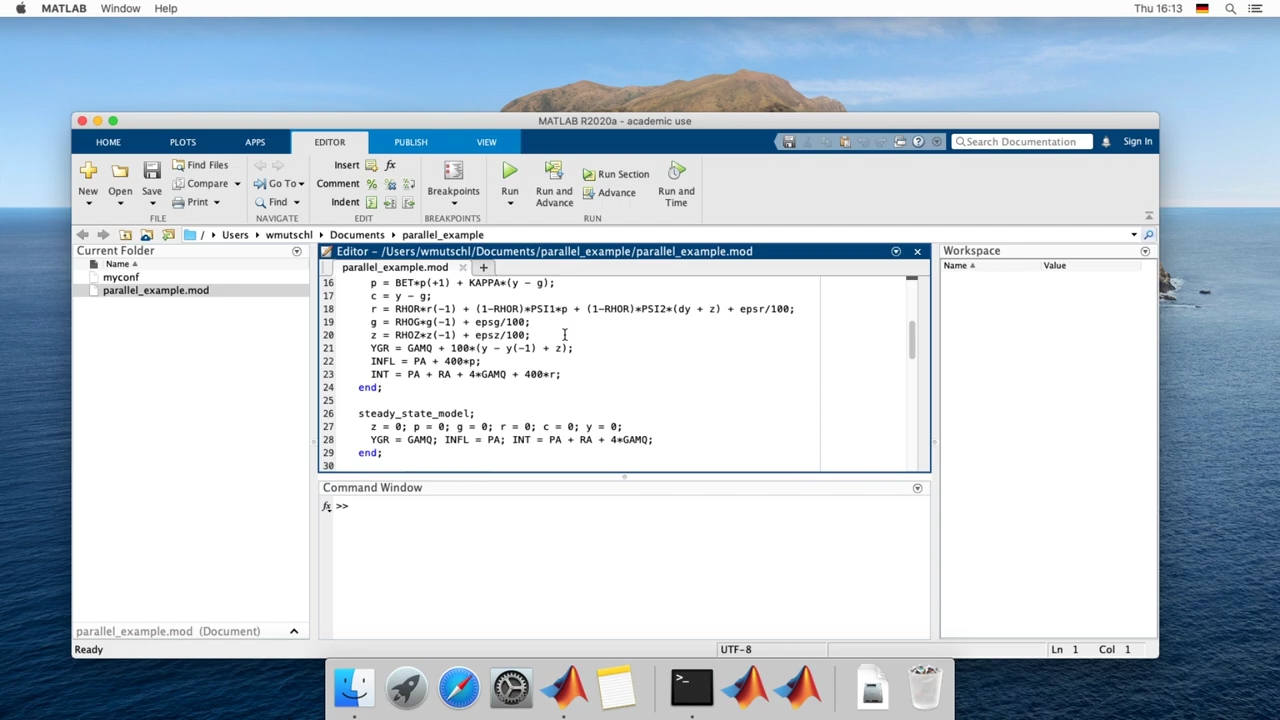 MATLAB Window Help Thu 16:13
MATLAB R2020a - academic use
HOME PLOTS APPS EDITOR PUBLISH VIEW Search Documentation Sign In
New Open Save Find Files Compare Print Go To Find Insert Comment Indent fx Breakpoints Run Run and Advance Run Section Advance Run and Time
FILE NAVIGATE EDIT BREAKPOINTS RUN
/ Users wmutschl Documents parallel_example
Current Folder
Name
myconf
parallel_example.mod
parallel_example.mod (Document)
Editor - /Users/wmutschl/Documents/parallel_example/parallel_example.mod
parallel_example.mod
16 p = BET*p(+1) + KAPPA*(y - g);
17 c = y - g;
18 r = RHOR*r(-1) + (1-RHOR)*PSI1*p + (1-RHOR)*PSI2*(dy + z) + epsr/100;
19 g = RHOG*g(-1) + epsg/100;
20 z = RHOZ*z(-1) + epsz/100;
21 YGR = GAMQ + 100*(y - y(-1) + z);
22 INFL = PA + 400*p;
23 INT = PA + RA + 4*GAMQ + 400*r;
24 end;
25
26 steady_state_model;
27 z = 0; p = 0; g = 0; r = 0; c = 0; y = 0;
28 YGR = GAMQ; INFL = PA; INT = PA + RA + 4*GAMQ;
29 end;
30
Command Window
fx >>
Workspace
Name Value
Ready UTF-8 Ln 1 Col 1